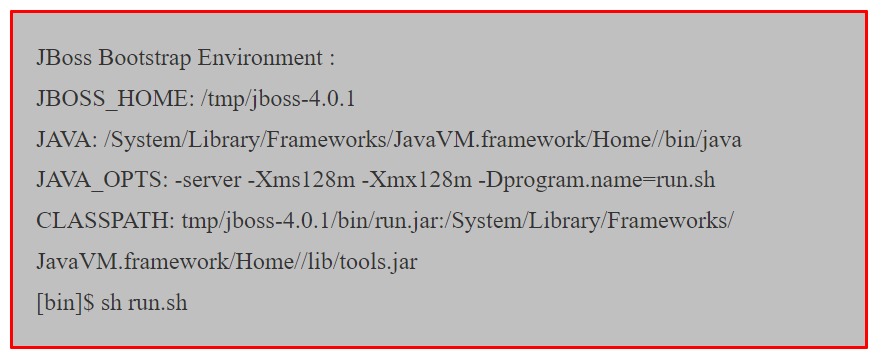 JBoss Bootstrap Environment :
JBOSS_HOME: /tmp/jboss-4.0.1
JAVA: /System/Library/Frameworks/JavaVM.framework/Home//bin/java
JAVA_OPTS: -server -Xms128m -Xmx128m -Dprogram.name=run.sh
CLASSPATH: tmp/jboss-4.0.1/bin/run.jar:/System/Library/Frameworks/
JavaVM.framework/Home//lib/tools.jar
[bin]$ sh run.sh